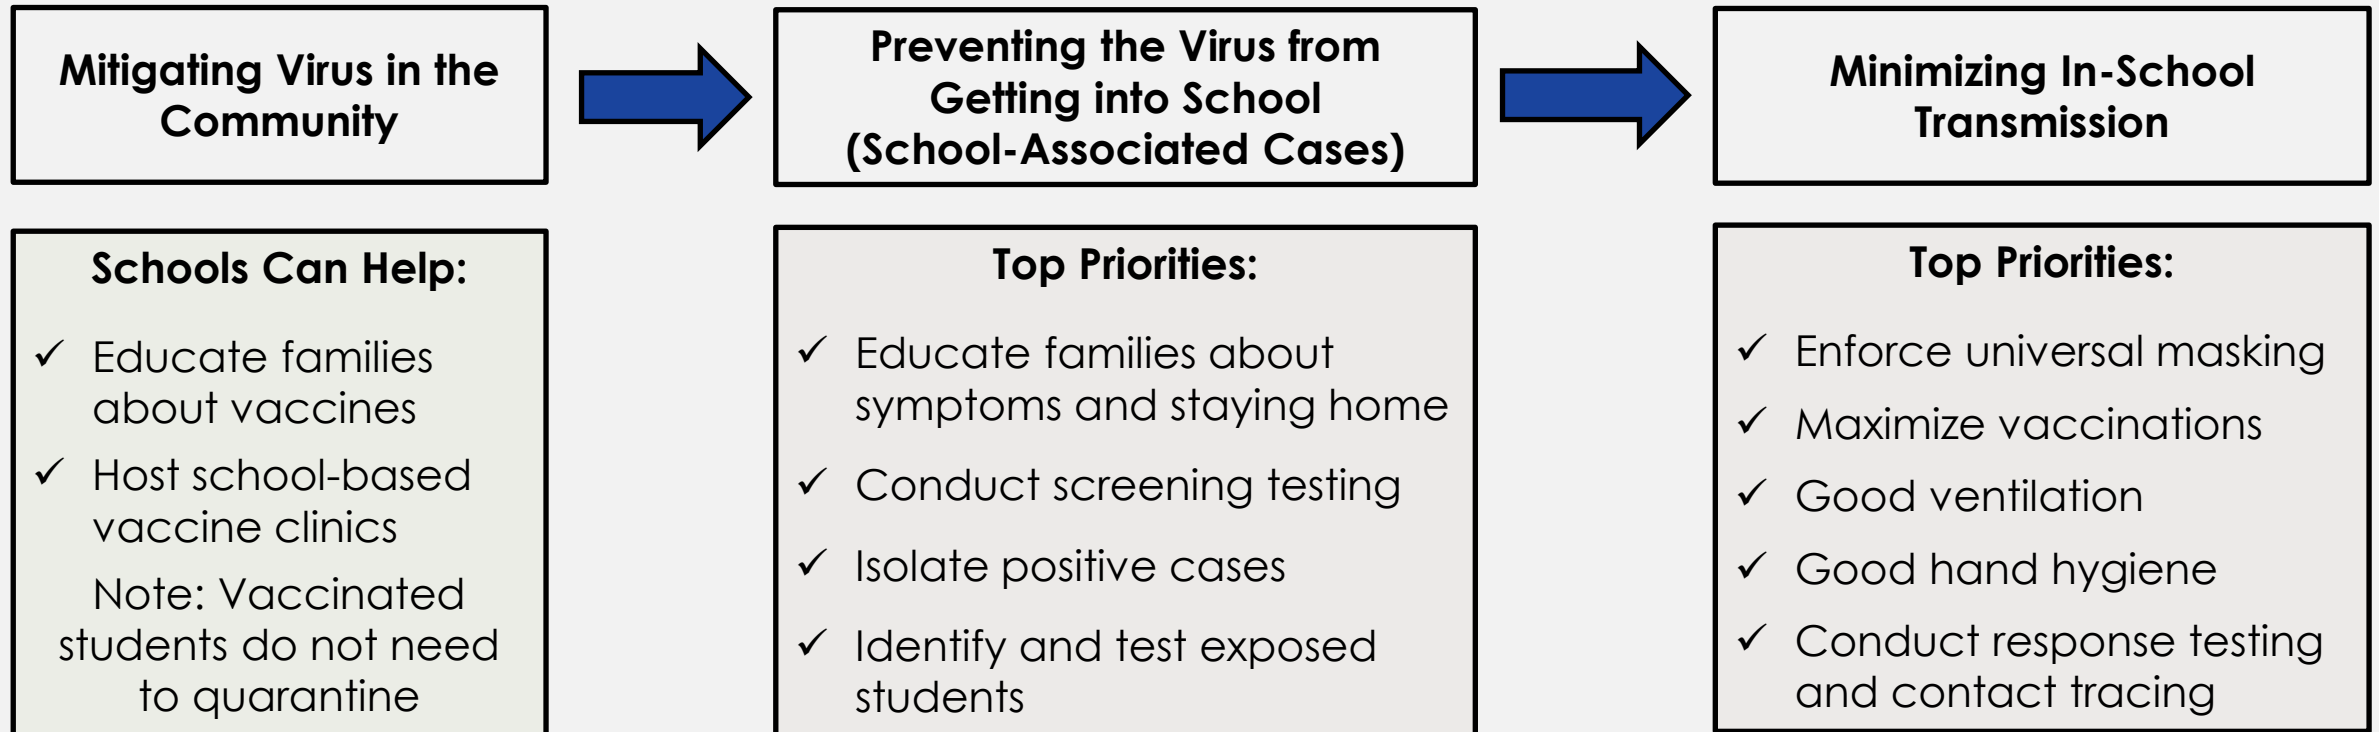 Mitigating Virus in the
Community
Preventing the Virus from
Getting into School
(School-Associated Cases)
Minimizing In-School
Transmission
Schools Can Help:
✓ Educate families
about vaccines
✓ Host school-based
vaccine clinics
Note: Vaccinated
students do not need
to quarantine
Top Priorities:
✓ Educate families about
symptoms and staying home
✓ Conduct screening testing
✓ Isolate positive cases
✓ Identify and test exposed
students
Top Priorities:
✓ Enforce universal masking
✓ Maximize vaccinations
✓ Good ventilation
✓ Good hand hygiene
✓ Conduct response testing
and contact tracing